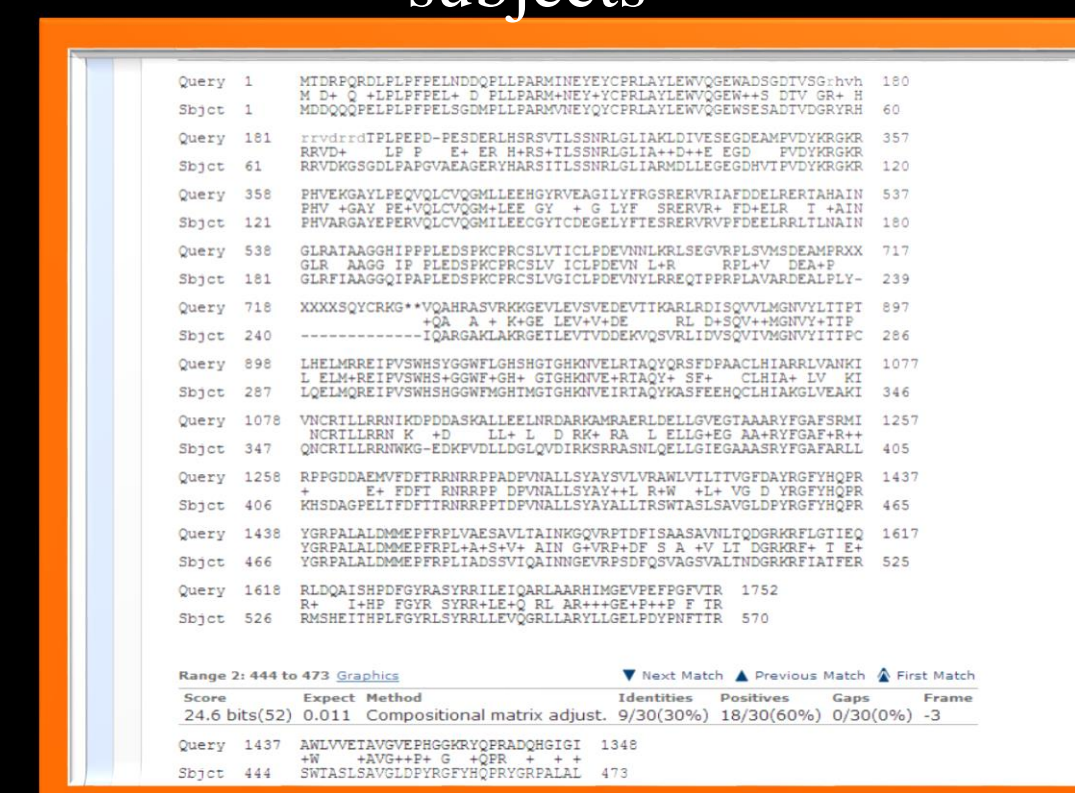 subjects
Query 1 MTDRPQRDLPLPFPELNDDQPLLPARMINEYEYCPRLAYLEWVQGEWADSGDTVSGrhvh 180
M D+ Q +LPLPFPEL+ D PLLPARM+NEY+YCPRLAYLEWVQGEW++S DTV GR+ H
Sbjct 1 MDDQQQPELPLPFPELSGDMPLLPARMVNEYQYCPRLAYLEWVQGEWSESADTVDGRYRH 60
Query 181 rrvdrrdTPLPEPD-PESDERLHSRSVTLSSNRLGLIAKLDIVESEGDEAMPVDYKRGKR 357
RRVD+ LP P E+ ER H+RS+TLSSNRLGLIA++D++E EGD PVDYKRGKR
Sbjct 61 RRVDKGSGDLPAPGVAEAGERYHARSITLSSNRLGLIARMDLLEGEGDHVTPVDYKRGKR 120
Query 358 PHVEKGAYLPEQVQLCVQGMLLEEHGYRVEAGILYFRGSRERVRIAFDDELRERTAHAIN 537
PHV +GAY PE+VQLCVQGM+LEE GY + G LYF SRERVR+ FD+ELR T +AIN
Sbjct 121 PHVARGAYEPERVQLCVQGMILEECGYTCDEGELYFTESRERVRVPFDEELRRLTLNAIN 180
Query 538 GLRATAAGGHIPPPLEDSPKCPRCSLVTICLPDEVNNLKRLSEGVRPLSVMSDEAMPRXX 717
GLR AAGG IP PLEDSPKCPRCSLV ICLPDEVN L+R RPL+V DEA+P
Sbjct 181 GLRFIAAGGQIPAPLEDSPKCPRCSLVGICLPDEVNYLRREQTPPRPLAVARDEALPLY- 239
Query 718 XXXXSQYCRKG**VQAHRASVRKKGEVLEVSVEDEVTTKARLRDISQVVLMGNVYLTTPT 897
+QA A + K+GE LEV+V+DE RL D+SQV++MGNVY+TTP
Sbjct 240 --------------IQARGAKLAKRGETLEVTVDDEKVQSVRLIDVSQVIVMGNVYITTPC 286
Query 898 LHELMRREIPVSWHSYGGWFLGHSHGTGHKNVELRTAQYQRSFDPAACLHIARRLVANKI 1077
L ELM+REIPVSWHS+GGWF+GH+ GTGHKNVE+RTAQY+ SF+ CLHIA+ LV KI
Sbjct 287 LQELMQREIPVSWHSHGGWFMGHTMGTGHKNVEIRTAQYKASFEEHQCLHIAKGLVEAKI 346
Query 1078 VNCRTLLRRNIKDPDDASKALLEELNRDARKAMRAERLDELLGVEGTAAARYFGAFSRMI 1257
NCRTLLRRN K +D LL+ L D RK+ RA L ELLG+EG AA+RYFGAF+R++
Sbjct 347 QNCRTLLRRNWKG-EDKPVDLLDGLQVDIRKSRRASNLQELLGIEGAAASRYFGAFARLL 405
Query 1258 RPPGDDAEMVFDFTRRNRRPPADPVNALLSYAYSVLVRAWLVTLTTVGFDAYRGFYHQPR 1437
+ E+ FDFT RNRRPP DPVNALLSYAY++L R+W +L+ VG D YRGFYHQPR
Sbjct 406 KHSDAGPELTFDFTTRNRRPPTDPVNALLSYAYALLTRSWTASLSAVGLDPYRGFYHQPR 465
Query 1438 YGRPALALDMMEPFRPLVAESAVLTAINKGQVRPTDFISAASAVNLTQDGRKRFLGTIEQ 1617
YGRPALALDMMEPFRPL+A+S+V+ AIN G+VRP+DF S A +V LT DGRKRF+ T E+
Sbjct 466 YGRPALALDMMEPFRPLIADSSVIQAINNGEVRPSDFQSVAGSVALTNDGRKRFIATFER 525
Query 1618 RLDQAISHPDFGYRASYRRILEIQARLAARHIMGEVPEFPGFVTR 1752
R+ I+HP FGYR SYRR+LE+Q RL AR+++GE+P++P F TR
Sbjct 526 RMSHEITHPLFGYRLSYRRLLEVQGRLLARYLLGELPDYPNFTTR 570
Range 2: 444 to 473 Graphics ▼ Next Match ▲ Previous Match First Match
Score Expect Method Identities Positives Gaps Frame
24.6 bits(52) 0.011 Compositional matrix adjust. 9/30(30%) 18/30(60%) 0/30(0%) -3
Query 1437 AWLVVETAVGVEPHGGKRYQPRADQHGIGI 1348
+W +AVG++P+ G +QPR + + +
Sbjct 444 SWTASLSAVGLDPYRGFYHQPRYGRPALAL 473